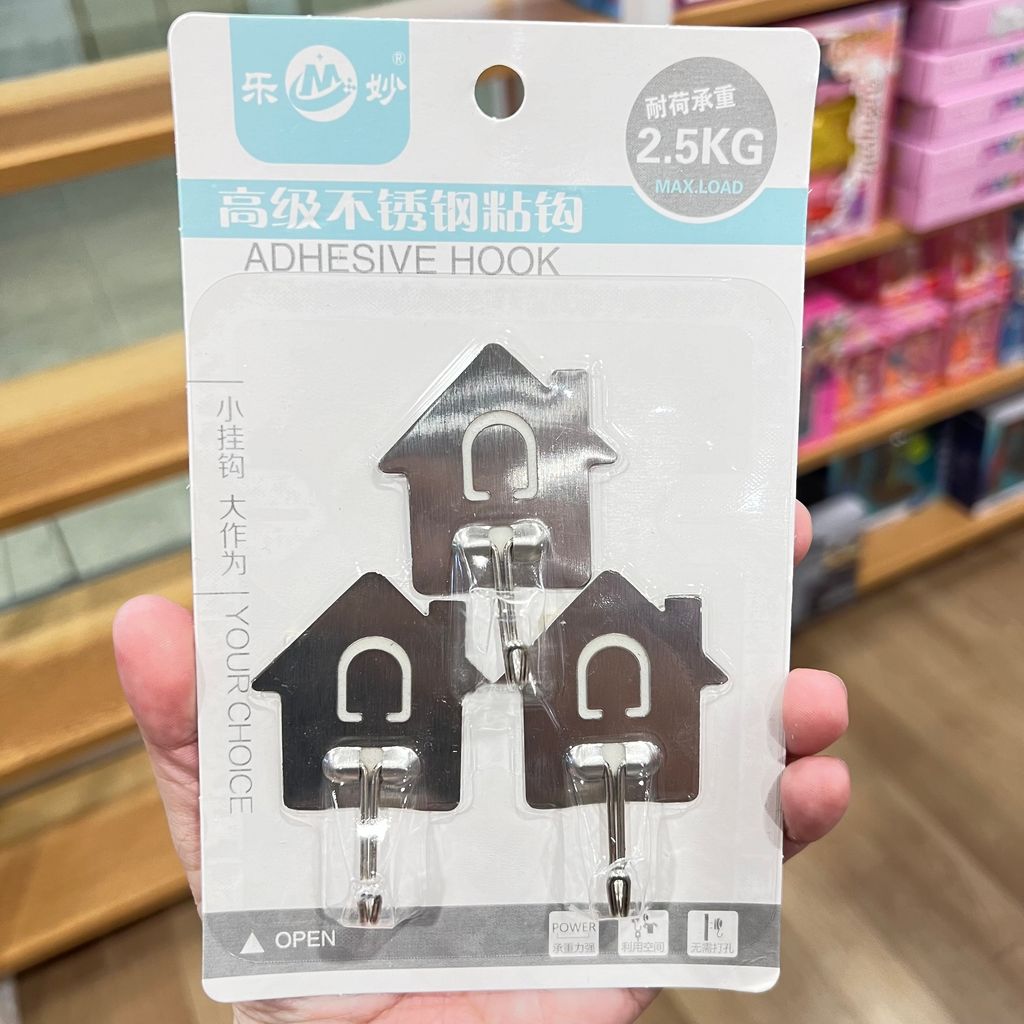 乐 M 妙®
耐荷承重
2.5KG
MAX.LOAD
高级不锈钢粘钩
ADHESIVE HOOK
小挂钩 大作为
YOUR CHOICE
▲ OPEN
POWER
承重力强
利用空间
无需打孔